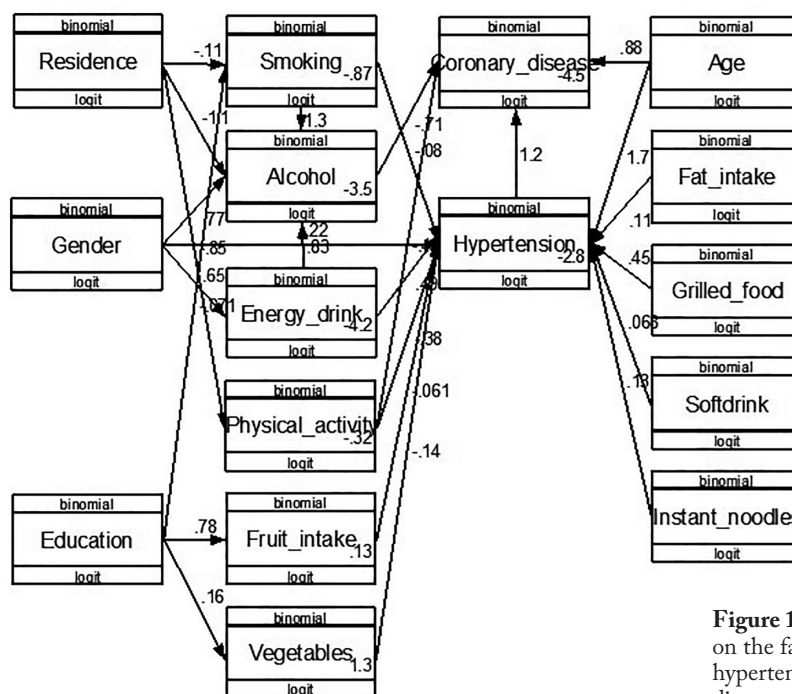 binomial
Residence
logit
binomial
Gender
logit
binomial
Education
logit
-.11
-.11
.77
.85
.65
-.071
.78
.16
binomial
Smoking
-.87
logit
1.3
binomial
Alcohol
-3.5
logit
.22
.83
binomial
Energy_drink
-4.2
logit
binomial
Physical_activity
-.32
logit
binomial
Fruit_intake
.13
logit
binomial
Vegetables
1.3
logit
-.71
-.08
.38
-.061
-.14
binomial
Coronary_disease
-4.5
logit
1.2
binomial
Hypertension
-2.8
logit
.88
1.7
.11
.45
.13
binomial
Age
logit
binomial
Fat_intake
logit
binomial
Grilled_food
logit
binomial
Softdrink
logit
binomial
Instant_noodles
logit
Figure 1
on the fa
hyperten